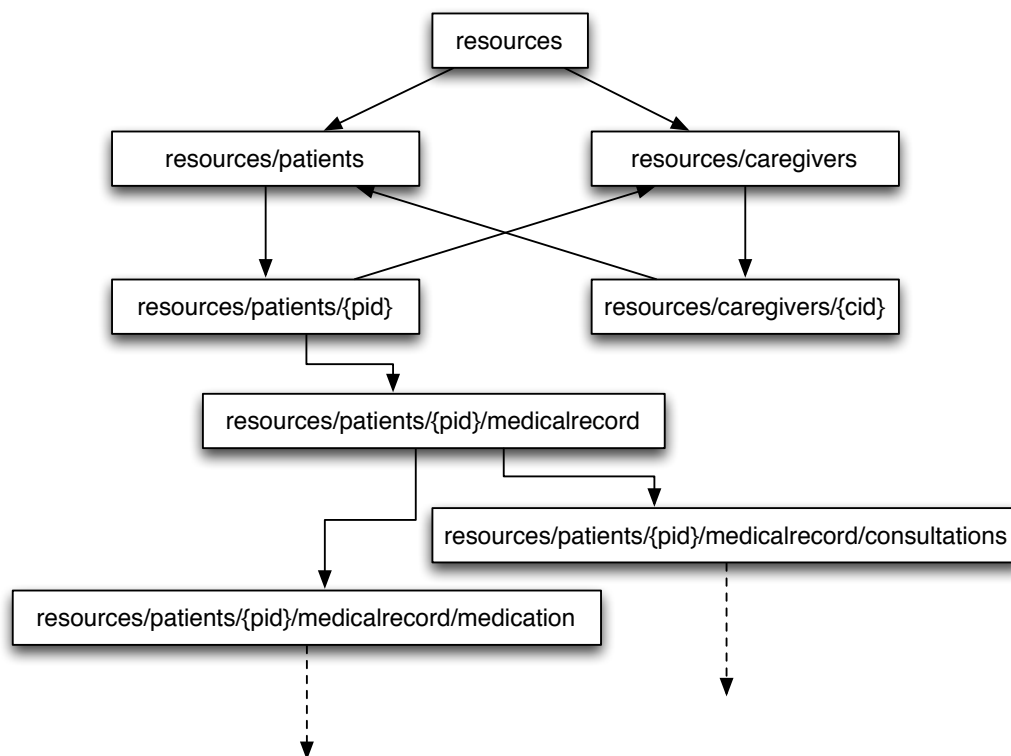 resources
resources/patients
resources/caregivers
resources/patients/{pid}
resources/caregivers/{cid}
resources/patients/{pid}/medicalrecord
resources/patients/{pid}/medicalrecord/consultations
resources/patients/{pid}/medicalrecord/medication